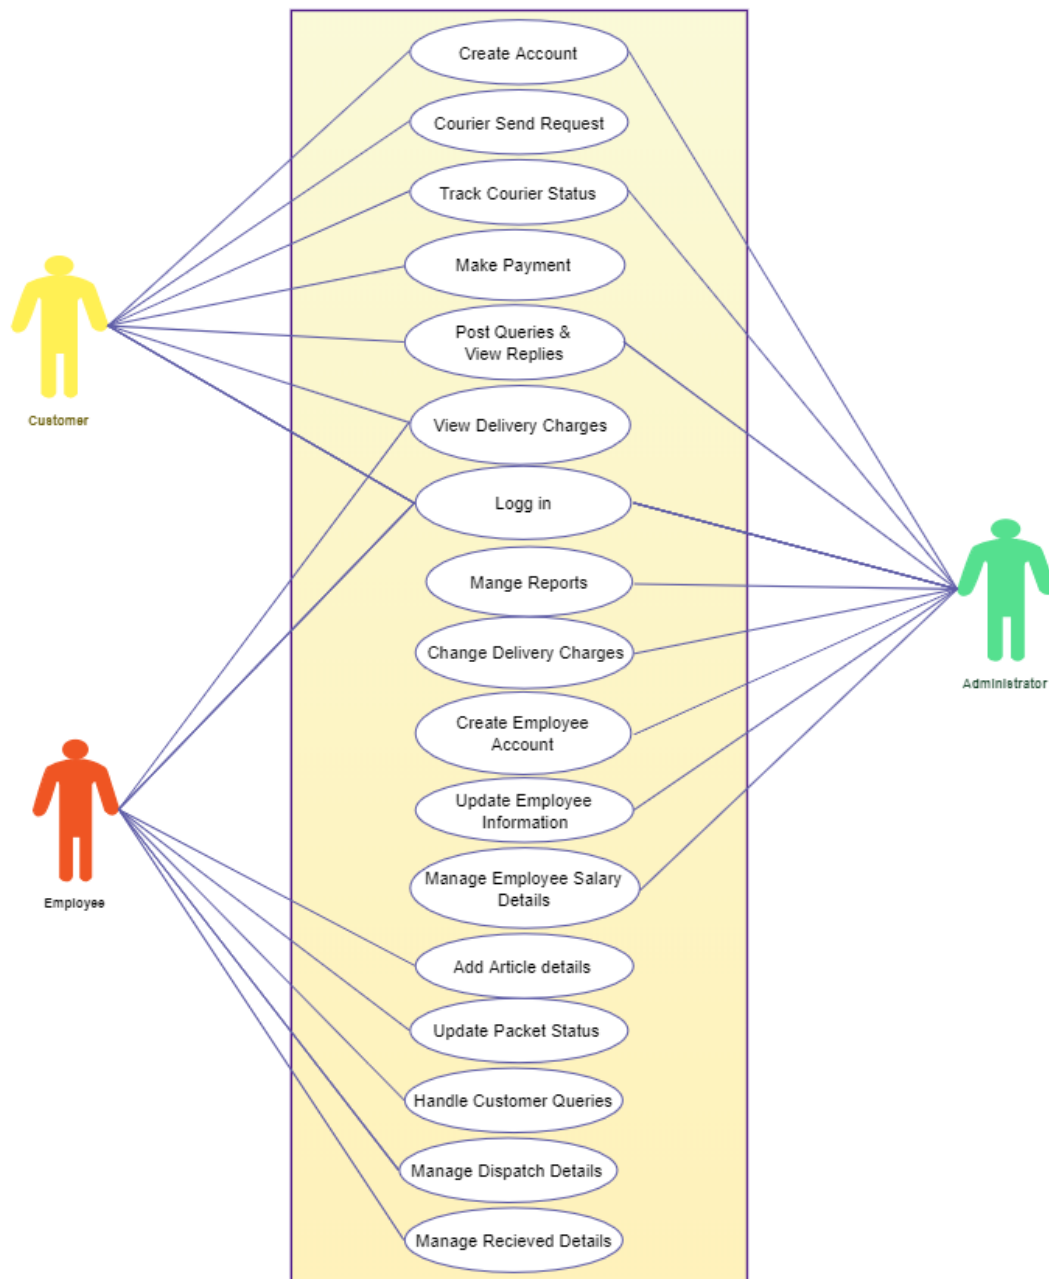 Create Account
Courier Send Request
Track Courier Status
Make Payment
Post Queries &
View Replies
Customer
View Delivery Charges
Logg in
Mange Reports
Change Delivery Charges
Administrator
Create Employee
Account
Update Employee
Information
Manage Employee Salary
Details
Employee
Add Article details
Update Packet Status
Handle Customer Queries
Manage Dispatch Details
Manage Recieved Details